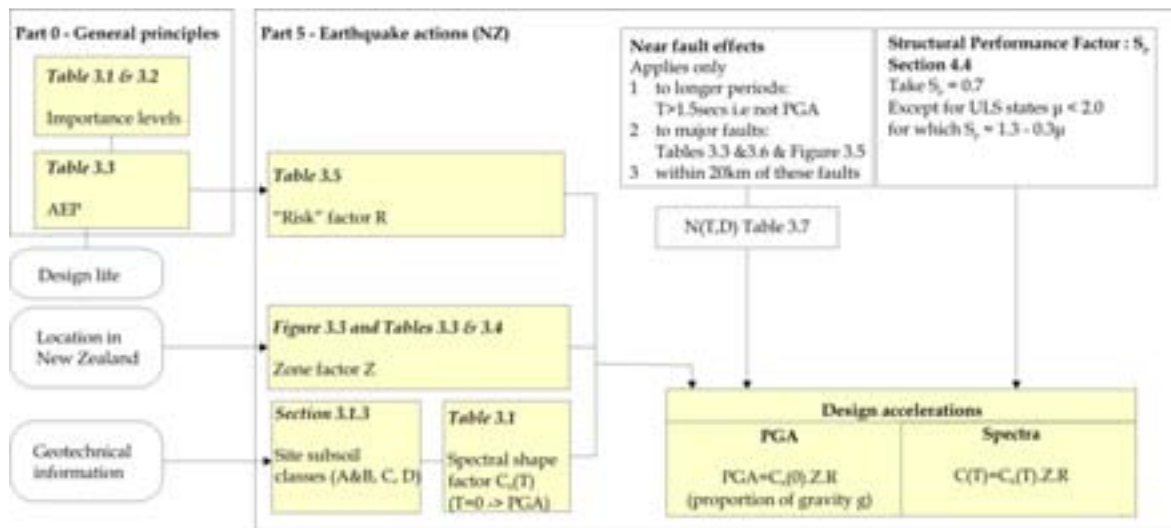 Part 0 - General principles
Table 3.1 & 3.2
Importance levels
Table 3.3
AEP
Design life
Location in
New Zealand
Geotechnical
information
Part 5 - Earthquake actions (NZ)
Table 3.5
"Risk" factor R
Figure 3.3 and Tables 3.3 & 3.4
Zone factor Z
Section 3.1.3
Site subsoil
classes (A&B, C, D)
Table 3.1
Spectral shape
factor Cₕ(T)
(T=0 -> PGA)
Near fault effects
Applies only
1 to longer periods:
T>1.5secs i.e not PGA
2 to major faults:
Tables 3.3 &3.6 & Figure 3.5
3 within 20km of these faults
N(T,D) Table 3.7
Structural Performance Factor : Sₚ
Section 4.4
Take Sₚ = 0.7
Except for ULS states μ < 2.0
for which Sₚ = 1.3 - 0.3μ
Design accelerations
PGA
PGA=Cₕ(0).Z.R
(proportion of gravity g)
Spectra
C(T)=Cₕ(T).Z.R